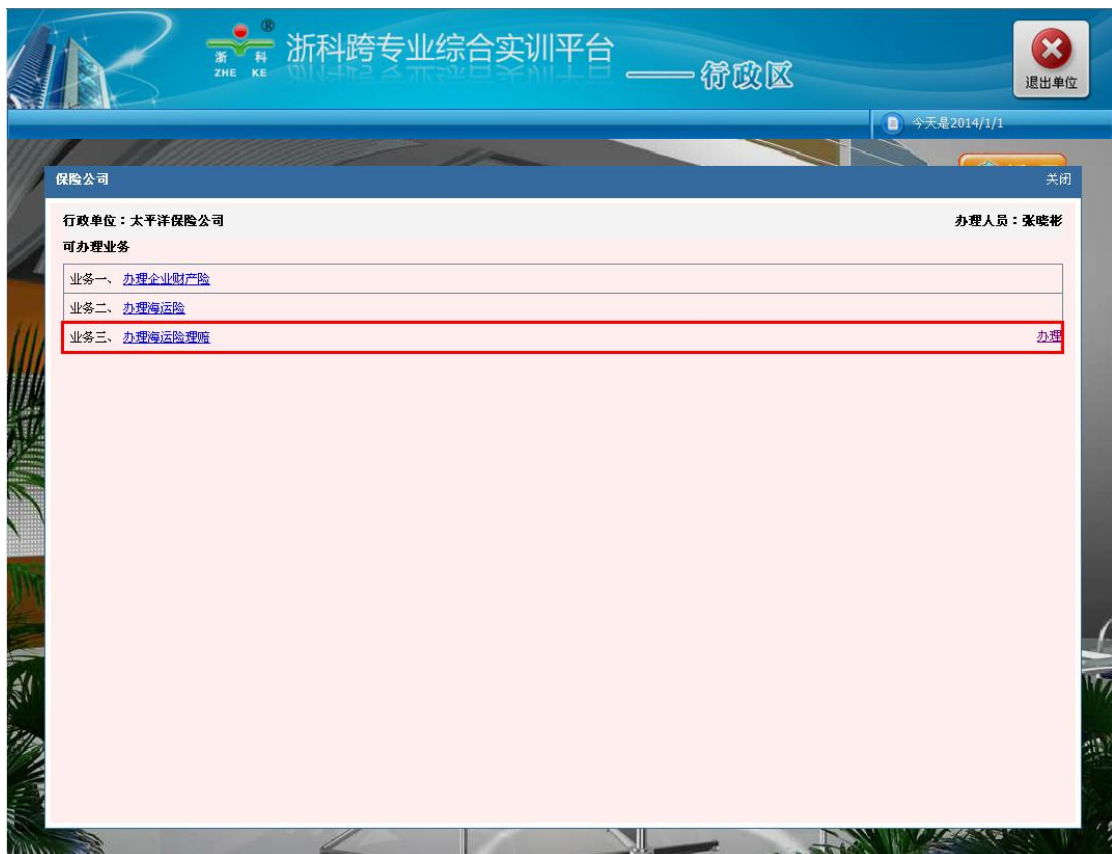 浙科
ZHE KE
®
浙科跨专业综合实训平台
——行政区
退出单位
今天是2014/1/1
保险公司
关闭
行政单位：太平洋保险公司
办理人员：张晓彬
可办理业务
业务一、办理企业财产险
业务二、办理海运险
业务三、办理海运险理赔
办理